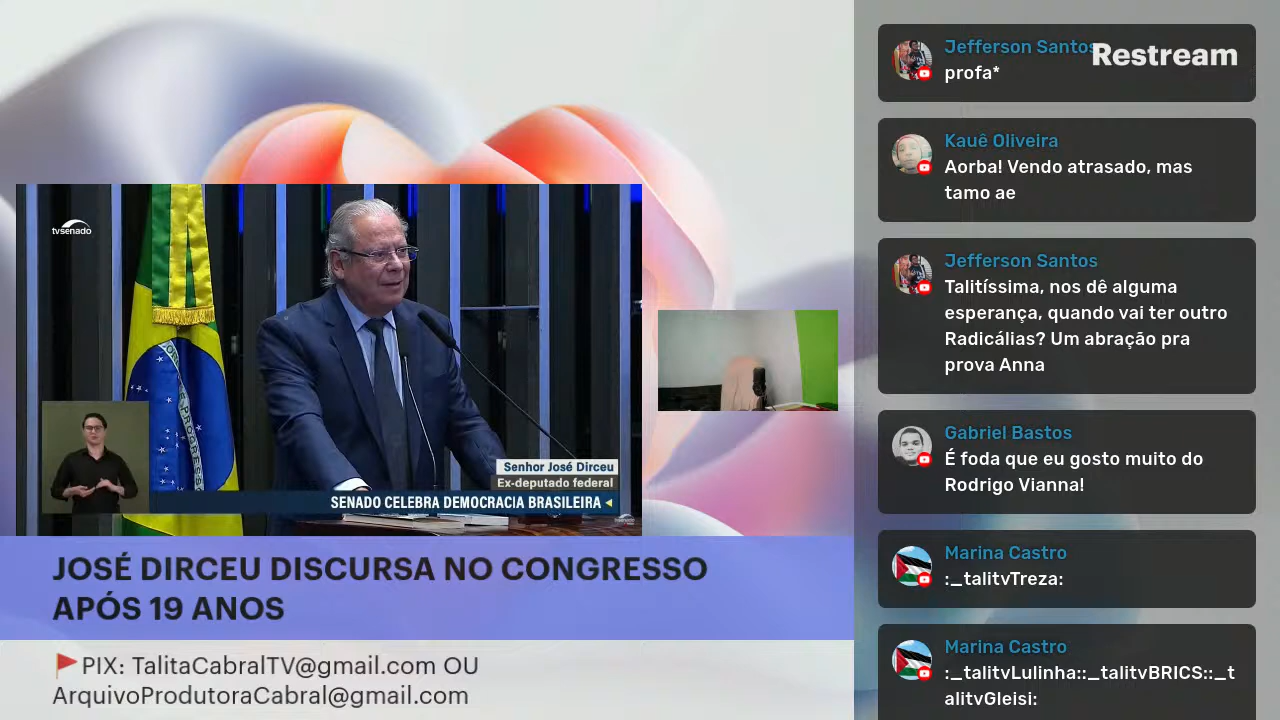 tvsenado
Senhor José Dirceu
Ex-deputado federal
SENADO CELEBRA DEMOCRACIA BRASILEIRA
JOSÉ DIRCEU DISCURSA NO CONGRESSO
APÓS 19 ANOS
PIX: TalitaCabralTV@gmail.com OU
ArquivoProdutoraCabral@gmail.com
Restream
Jefferson Santos
profa*
Kauê Oliveira
Aorba! Vendo atrasado, mas
tamo ae
Jefferson Santos
Talitíssima, nos dê alguma
esperança, quando vai ter outro
Radicálias? Um abração pra
prova Anna
Gabriel Bastos
É foda que eu gosto muito do
Rodrigo Vianna!
Marina Castro
:_talitvTreza:
Marina Castro
:_talitvLulinha::_talitvBRICS::_t
alitvGleisi: